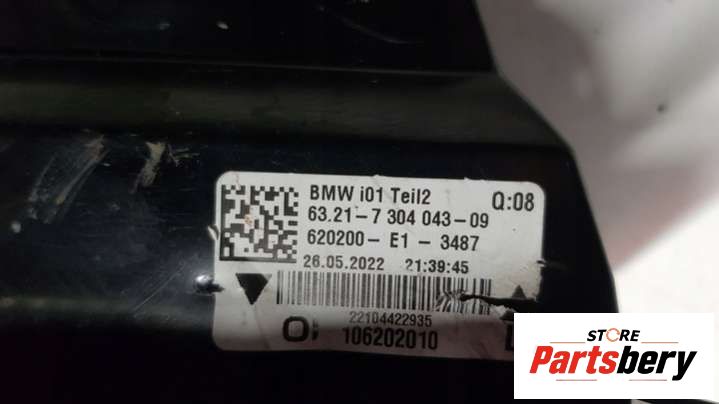 BMW i01 Teil2 Q:08
63.21-7 304 043-09
620200-E1-3487
26.05.2022 21:39:45
22104422935
106202010
STORE
Partsbery